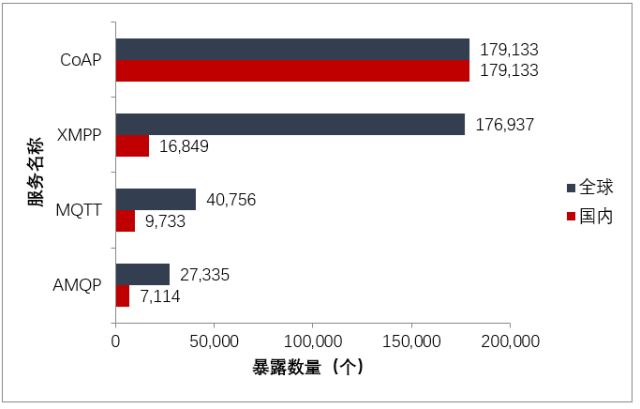 CoAP
179,133
179,133
XMPP
176,937
16,849
MQTT
40,756
9,733
AMQP
27,335
7,114
服务名称
0
50,000
100,000
150,000
200,000
暴露数量（个）
全球
国内